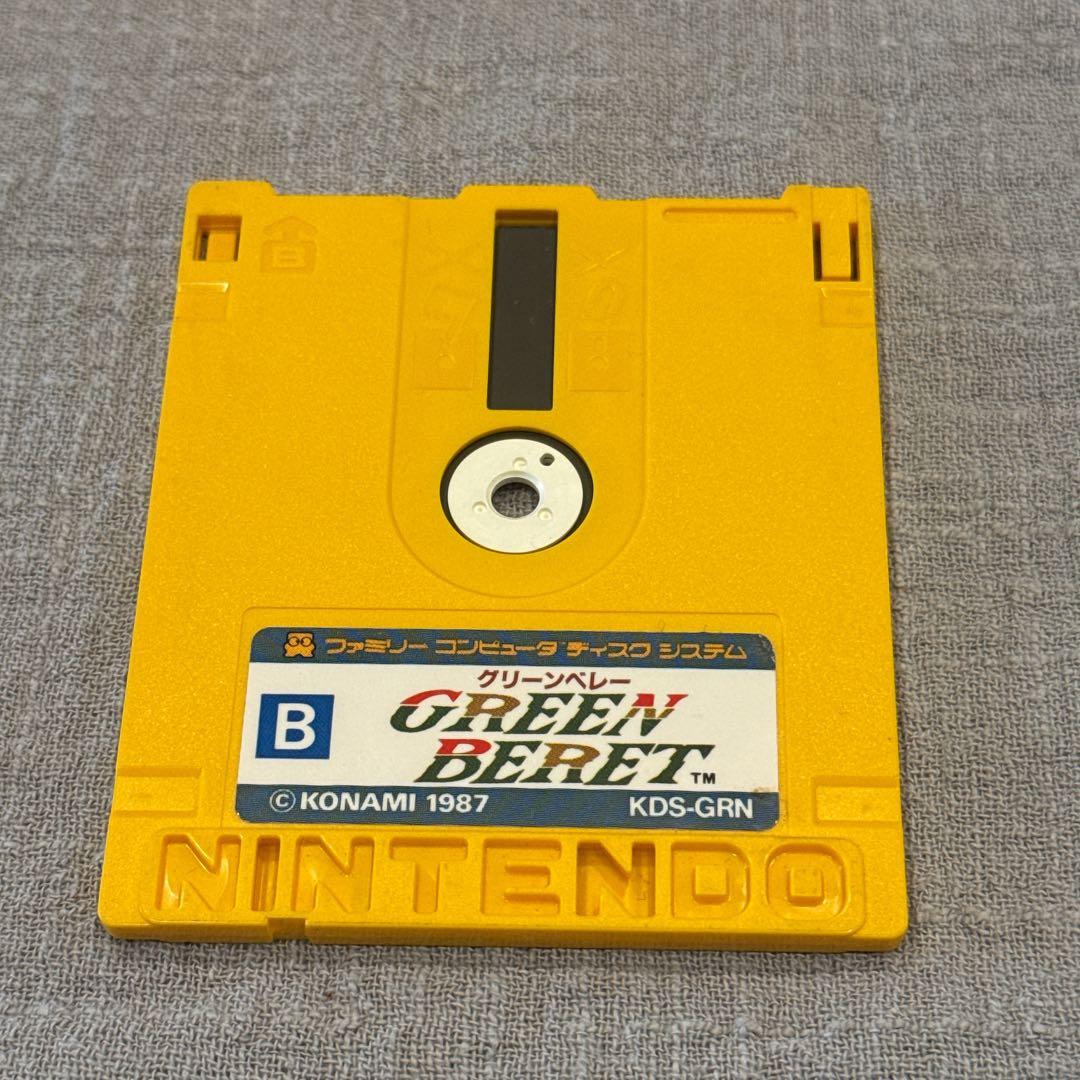 B
ファミリー コンピュータ ディスク システム
グリーンベレー
B
GREEN
BERET™
© KONAMI 1987 KDS-GRN
NINTENDO